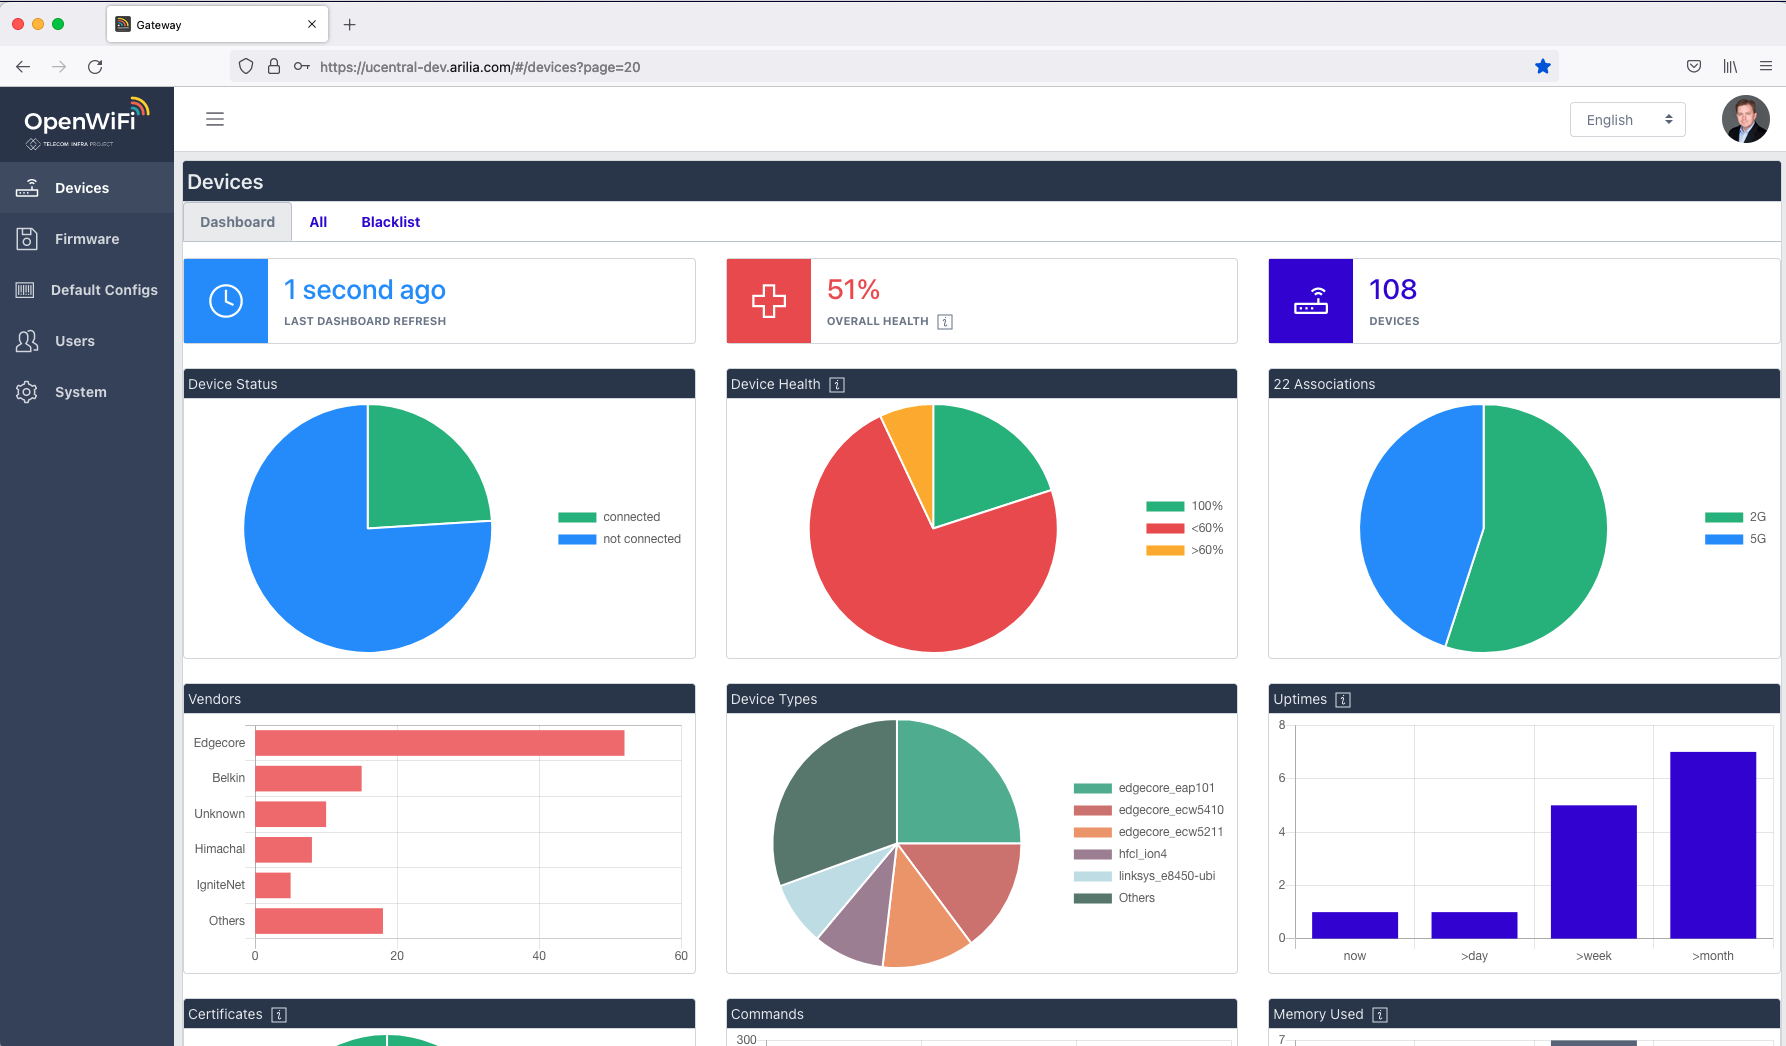 Gateway
https://ucentral-dev.arilia.com/#/devices?page=20
OpenWiFi
TELECOM INFRA PROJECT
English
Devices
Firmware
Default Configs
Users
System
Devices
Dashboard
All
Blacklist
1 second ago
LAST DASHBOARD REFRESH
51%
OVERALL HEALTH i
108
DEVICES
Device Status
connected
not connected
Device Health i
100%
<60%
>60%
22 Associations
2G
5G
Vendors
Edgecore
Belkin
Unknown
Himachal
IgniteNet
Others
0 20 40 60
Device Types
edgecore_eap101
edgecore_ecw5410
edgecore_ecw5211
hfcl_ion4
linksys_e8450-ubi
Others
Uptimes i
8
6
4
2
0
now >day >week >month
Certificates i
Commands
300
Memory Used i
7